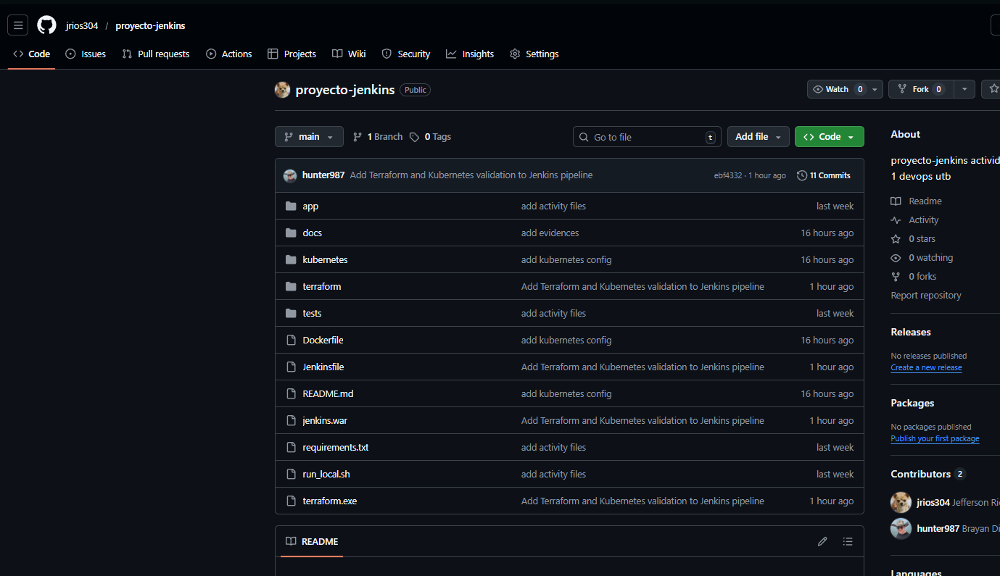 jrios304 / proyecto-jenkins
Code Issues Pull requests Actions Projects Wiki Security Insights Settings
proyecto-jenkins Public
Watch 0 Fork 0
main 1 Branch 0 Tags Go to file t Add file Code
hunter987 Add Terraform and Kubernetes validation to Jenkins pipeline ebf4332 · 1 hour ago 11 Commits
app add activity files last week
docs add evidences 16 hours ago
kubernetes add kubernetes config 16 hours ago
terraform Add Terraform and Kubernetes validation to Jenkins pipeline 1 hour ago
tests add activity files last week
Dockerfile add kubernetes config 16 hours ago
Jenkinsfile Add Terraform and Kubernetes validation to Jenkins pipeline 1 hour ago
README.md add kubernetes config 16 hours ago
jenkins.war Add Terraform and Kubernetes validation to Jenkins pipeline 1 hour ago
requirements.txt add activity files last week
run_local.sh add activity files last week
terraform.exe Add Terraform and Kubernetes validation to Jenkins pipeline 1 hour ago
README
About
proyecto-jenkins activid
1 devops utb
Readme
Activity
0 stars
0 watching
0 forks
Report repository
Releases
No releases published
Create a new release
Packages
No packages published
Publish your first package
Contributors 2
jrios304 Jefferson Ri
hunter987 Brayan Di
Languages